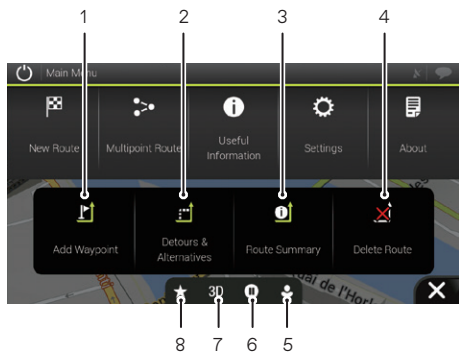 1 2 3 4
Main Menu
New Route Multipoint Route Useful Information Settings About
Add Waypoint Detours & Alternatives Route Summary Delete Route
3D
8 7 6 5